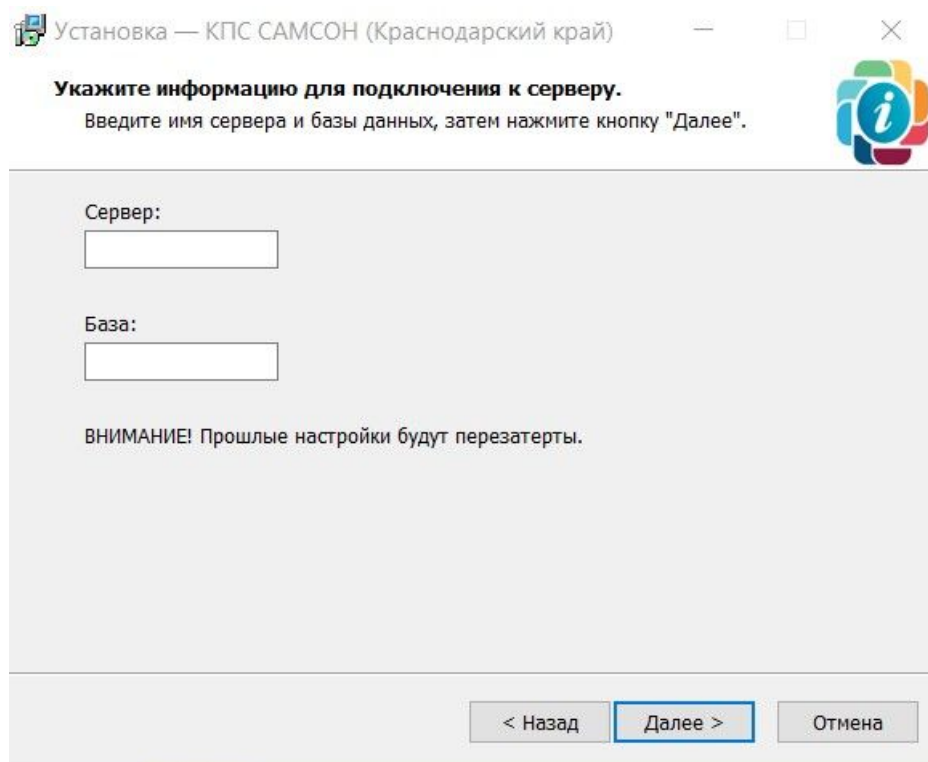 Установка — КПС САМСОН (Краснодарский край)
Укажите информацию для подключения к серверу.
Введите имя сервера и базы данных, затем нажмите кнопку "Далее".
i
Сервер:
База:
ВНИМАНИЕ! Прошлые настройки будут перезатерты.
< Назад
Далее >
Отмена